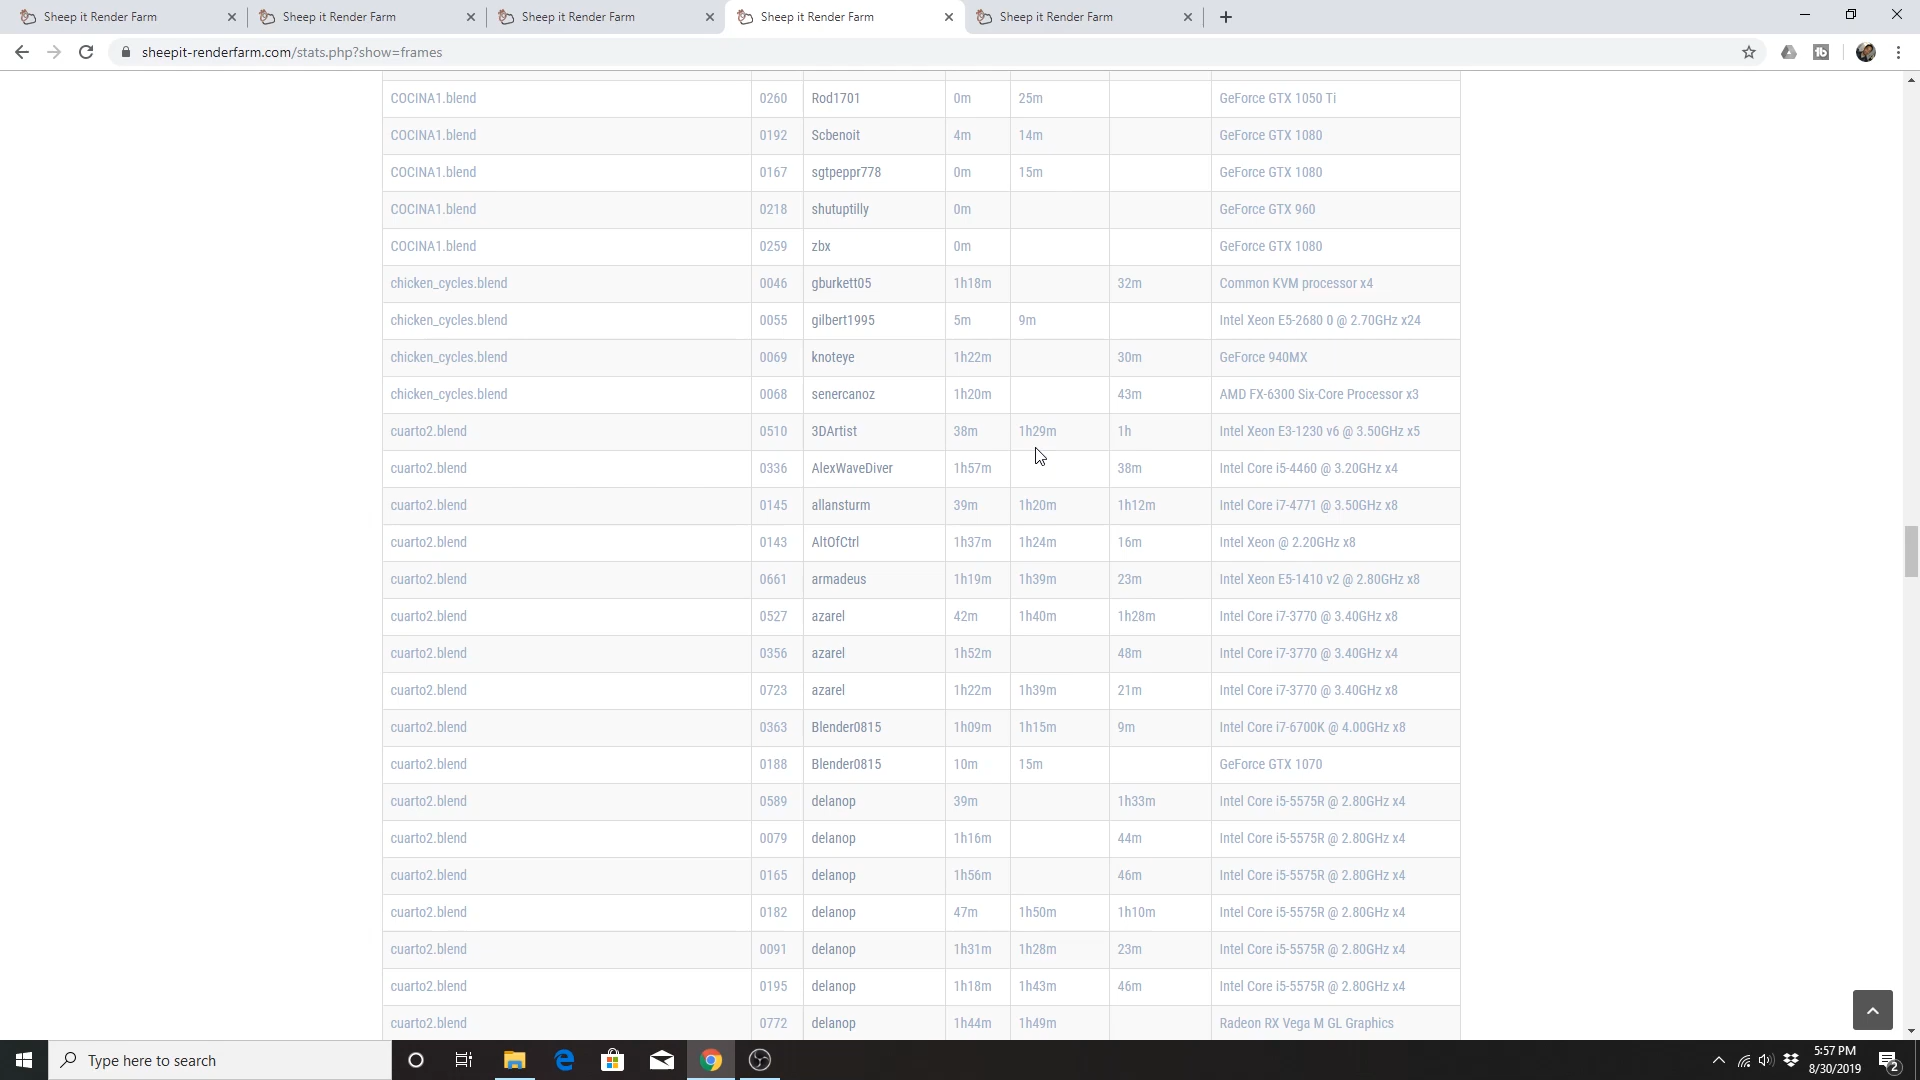 Sheep it Render Farm Sheep it Render Farm Sheep it Render Farm Sheep it Render Farm Sheep it Render Farm
sheepit-renderfarm.com/stats.php?show=frames
COCINA1.blend 0260 Rod1701 0m 25m GeForce GTX 1050 Ti
COCINA1.blend 0192 Scbenoit 4m 14m GeForce GTX 1080
COCINA1.blend 0167 sgtpeppr778 0m 15m GeForce GTX 1080
COCINA1.blend 0218 shutuptilly 0m GeForce GTX 960
COCINA1.blend 0259 zbx 0m GeForce GTX 1080
chicken_cycles.blend 0046 gburkett05 1h18m 32m Common KVM processor x4
chicken_cycles.blend 0055 gilbert1995 5m 9m Intel Xeon E5-2680 0 @ 2.70GHz x24
chicken_cycles.blend 0069 knoteye 1h22m 30m GeForce 940MX
chicken_cycles.blend 0068 senercanoz 1h20m 43m AMD FX-6300 Six-Core Processor x3
cuarto2.blend 0510 3DArtist 38m 1h29m 1h Intel Xeon E3-1230 v6 @ 3.50GHz x5
cuarto2.blend 0336 AlexWaveDiver 1h57m 38m Intel Core i5-4460 @ 3.20GHz x4
cuarto2.blend 0145 allansturm 39m 1h20m 1h12m Intel Core i7-4771 @ 3.50GHz x8
cuarto2.blend 0143 AltOfCtrl 1h37m 1h24m 16m Intel Xeon @ 2.20GHz x8
cuarto2.blend 0661 armadeus 1h19m 1h39m 23m Intel Xeon E5-1410 v2 @ 2.80GHz x8
cuarto2.blend 0527 azarel 42m 1h40m 1h28m Intel Core i7-3770 @ 3.40GHz x8
cuarto2.blend 0356 azarel 1h52m 48m Intel Core i7-3770 @ 3.40GHz x4
cuarto2.blend 0723 azarel 1h22m 1h39m 21m Intel Core i7-3770 @ 3.40GHz x8
cuarto2.blend 0363 Blender0815 1h09m 1h15m 9m Intel Core i7-6700K @ 4.00GHz x8
cuarto2.blend 0188 Blender0815 10m 15m GeForce GTX 1070
cuarto2.blend 0589 delanop 39m 1h33m Intel Core i5-5575R @ 2.80GHz x4
cuarto2.blend 0079 delanop 1h16m 44m Intel Core i5-5575R @ 2.80GHz x4
cuarto2.blend 0165 delanop 1h56m 46m Intel Core i5-5575R @ 2.80GHz x4
cuarto2.blend 0182 delanop 47m 1h50m 1h10m Intel Core i5-5575R @ 2.80GHz x4
cuarto2.blend 0091 delanop 1h31m 1h28m 23m Intel Core i5-5575R @ 2.80GHz x4
cuarto2.blend 0195 delanop 1h18m 1h43m 46m Intel Core i5-5575R @ 2.80GHz x4
cuarto2.blend 0772 delanop 1h44m 1h49m Radeon RX Vega M GL Graphics
Type here to search
5:57 PM
8/30/2019
2